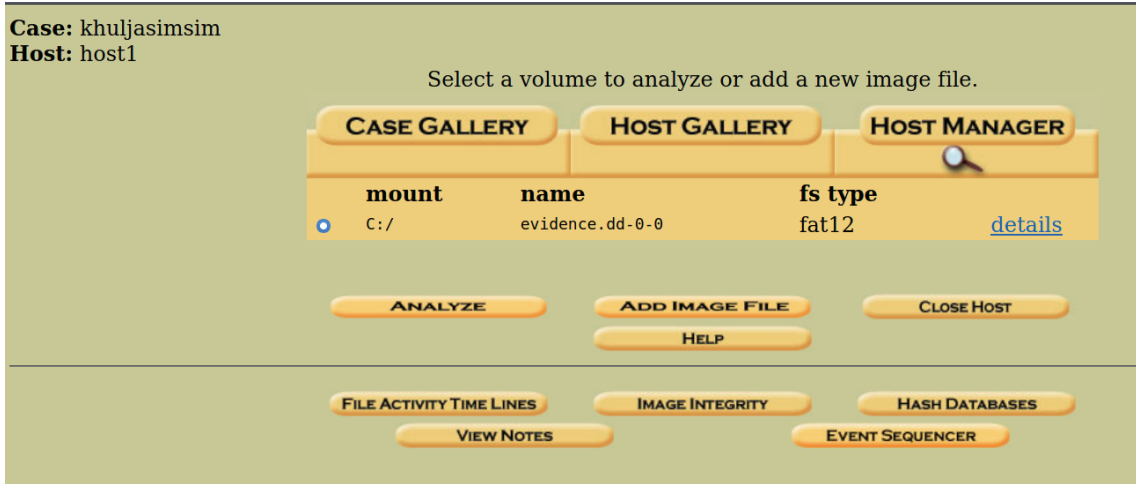 Case: khuljasimsim
Host: host1
Select a volume to analyze or add a new image file.
CASE GALLERY HOST GALLERY HOST MANAGER
mount name fs type
C:/ evidence.dd-0-0 fat12 details
ANALYZE ADD IMAGE FILE CLOSE HOST
HELP
FILE ACTIVITY TIME LINES IMAGE INTEGRITY HASH DATABASES
VIEW NOTES EVENT SEQUENCER